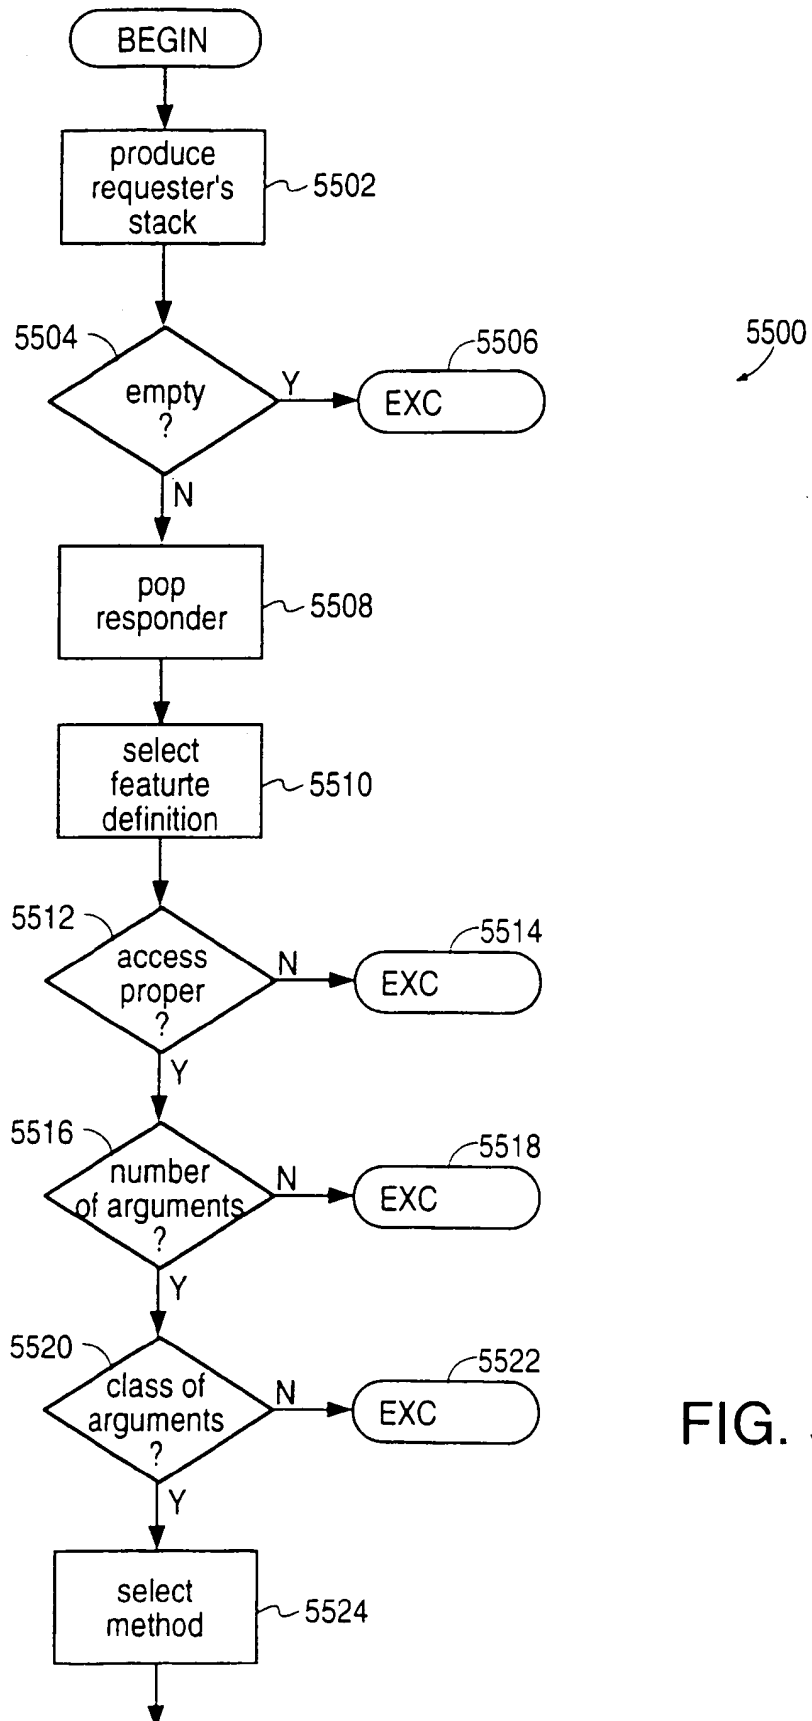 BEGIN
produce
requester's
stack
5502
5504
empty
?
Y
5506
EXC
5500
N
pop
responder
5508
select
featurte
definition
5510
5512
access
proper
?
N
5514
EXC
Y
5516
number
of arguments
?
N
5518
EXC
Y
5520
class of
arguments
?
N
5522
EXC
Y
FIG.
select
method
5524